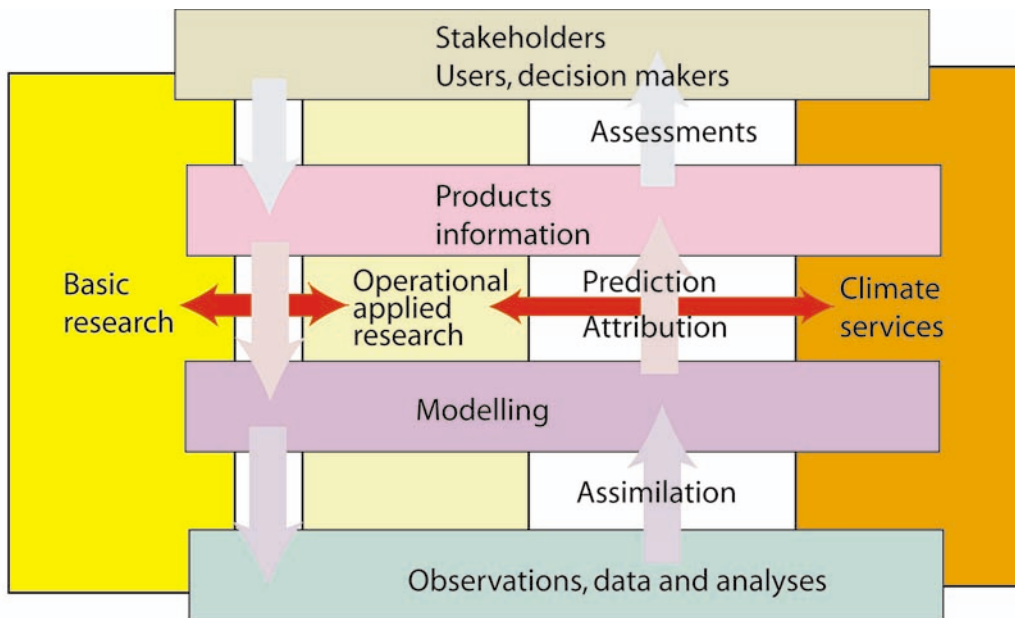 Stakeholders
Users, decision makers
Assessments
Products
information
Basic
research
Operational
applied
research
Prediction
Attribution
Climate
services
Modelling
Assimilation
Observations, data and analyses